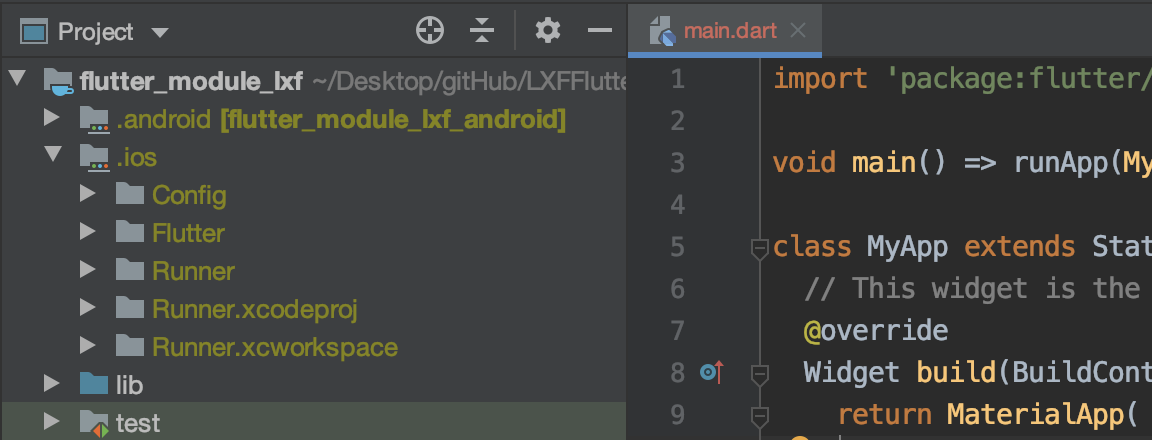 Project
flutter_module_lxf ~/Desktop/gitHub/LXFFlutte
.android [flutter_module_lxf_android]
.ios
Config
Flutter
Runner
Runner.xcodeproj
Runner.xcworkspace
lib
test
main.dart
1 import 'package:flutter/
2
3 void main() => runApp(My
4
5 class MyApp extends Stat
6 // This widget is the
7 @override
8 Widget build(BuildCont
9 return MaterialApp(